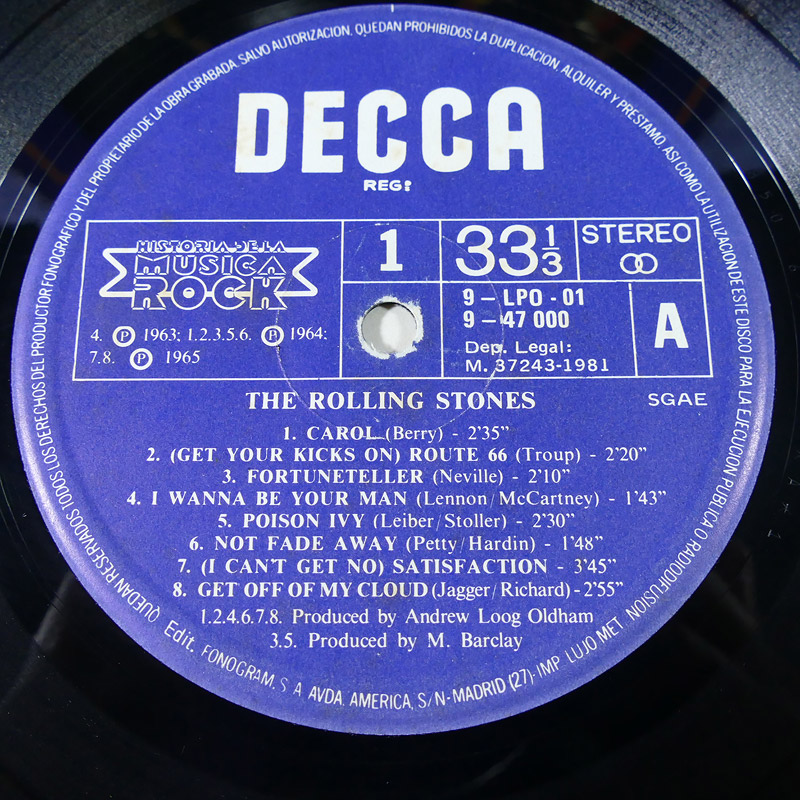 QUEDAN RESERVADOS TODOS LOS DERECHOS DEL PRODUCTOR FONOGRAFICO Y DEL PROPIETARIO DE LA OBRA GRABADA. SALVO AUTORIZACION. QUEDAN PROHIBIDOS LA DUPLICACION, ALQUILER Y PRESTAMO, ASI COMO LA UTILIZACION DE ESTE DISCO PARA LA EJECUCION PUBLICA O RADIODIFUSION
DECCA
REG:
HISTORIA DE LA
MUSICA
ROCK
4. Ⓟ 1963; 1.2.3.5.6. Ⓟ 1964;
7.8. Ⓟ 1965
1
33 1/3
STEREO
9 – LPO - 01
9 – 47 000
Dep. Legal:
M. 37243-1981
A
THE ROLLING STONES
SGAE
1. CAROL (Berry) - 2'35"
2. (GET YOUR KICKS ON) ROUTE 66 (Troup) - 2'20"
3. FORTUNETELLER (Neville) - 2'10"
4. I WANNA BE YOUR MAN (Lennon/McCartney) - 1'43"
5. POISON IVY (Leiber/Stoller) - 2'30"
6. NOT FADE AWAY (Petty/Hardin) - 1'48"
7. (I CAN'T GET NO) SATISFACTION - 3'45"
8. GET OFF OF MY CLOUD (Jagger/Richard) - 2'55"
1.2.4.6.7.8. Produced by Andrew Loog Oldham
3.5. Produced by M. Barclay
Edit. FONOGRAM, S A AVDA. AMERICA, S/N - MADRID (27) - IMP LUJO MET.